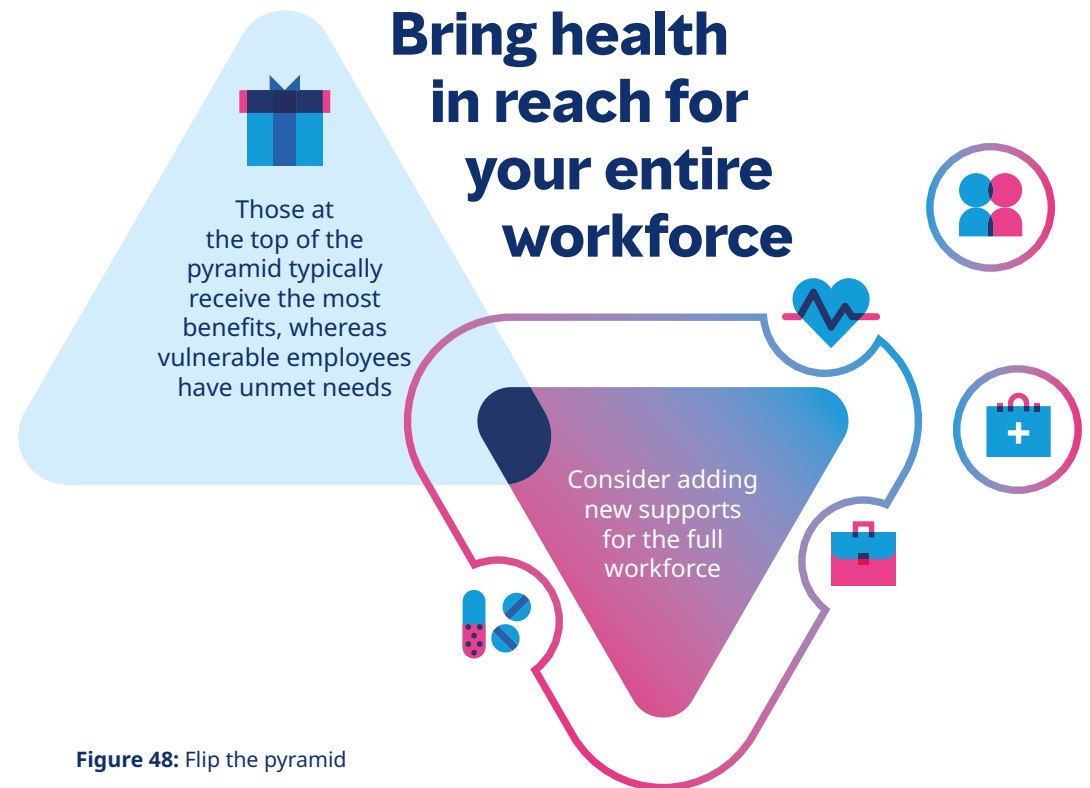 Bring health
in reach for
your entire
workforce
Those at
the top of the
pyramid typically
receive the most
benefits, whereas
vulnerable employees
have unmet needs
Consider adding
new supports
for the full
workforce
Figure 48: Flip the pyramid